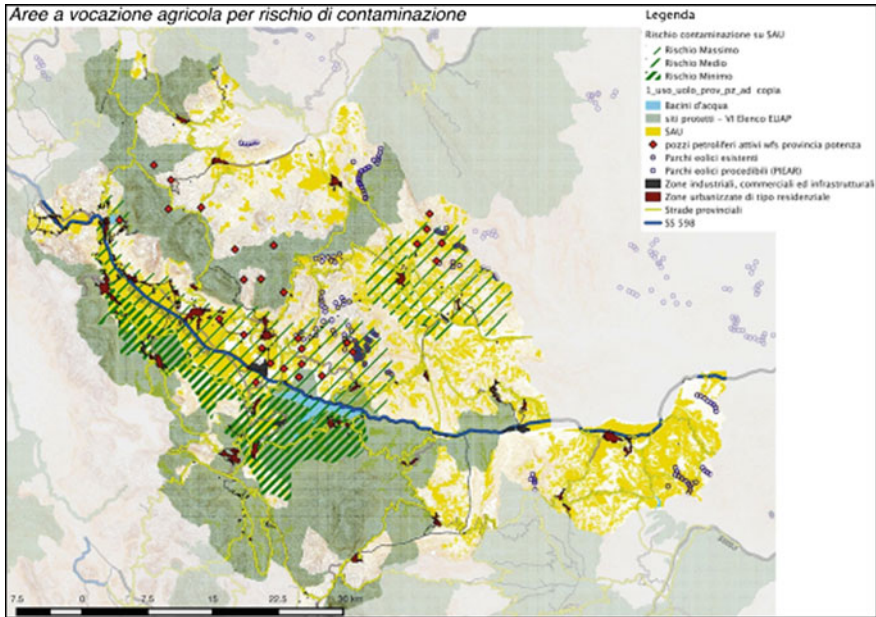 Aree a vocazione agricola per rischio di contaminazione
Legenda
Rischio contaminazione su SAU
Rischio Massimo
Rischio Medio
Rischio Minimo
1_uso_uolo_prov_pz_ad copia
Bacini d'acqua
siti protetti - VI Elenco EUAP
SAU
pozzi petroliferi attivi wfs provincia potenza
Parchi eolici esistenti
Parchi eolici procedibili (PIEAR)
Zone industriali, commerciali ed infrastrutturali
Zone urbanizzate di tipo residenziale
Strade provinciali
SS 598
7.5 0 7.5 15 22.5 30 km